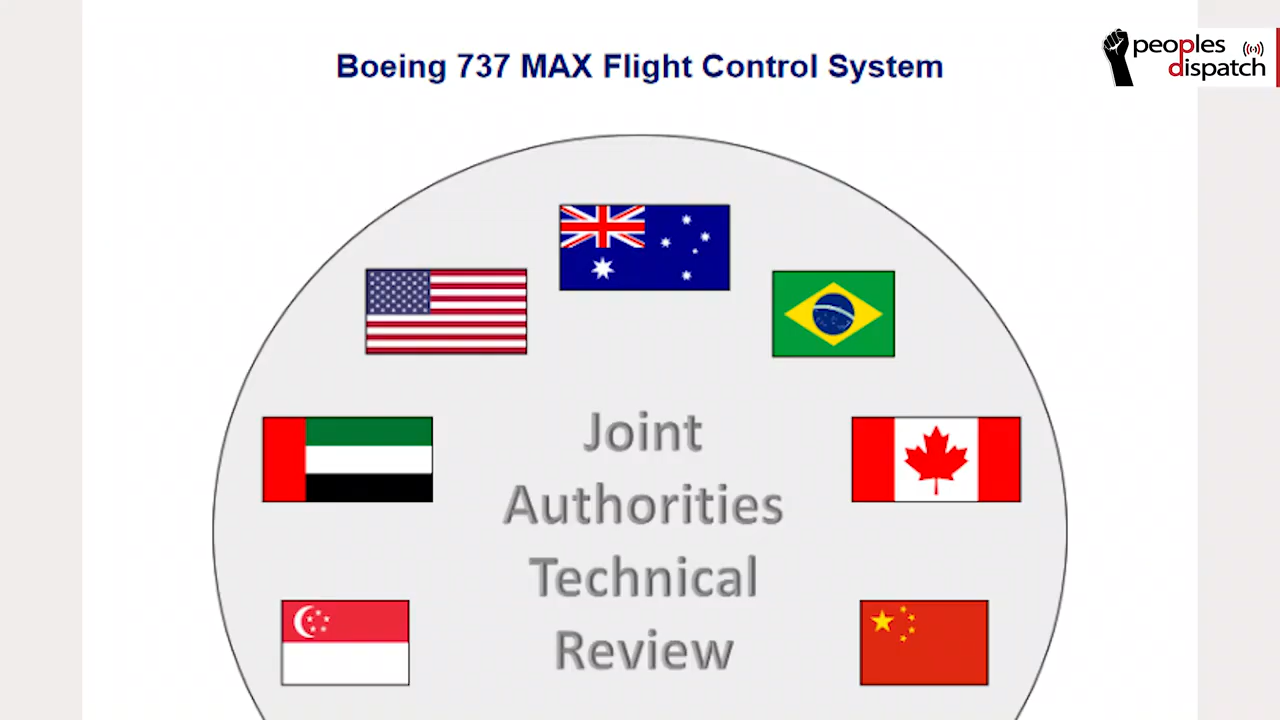 Boeing 737 MAX Flight Control System
peoples
dispatch
Joint
Authorities
Technical
Review